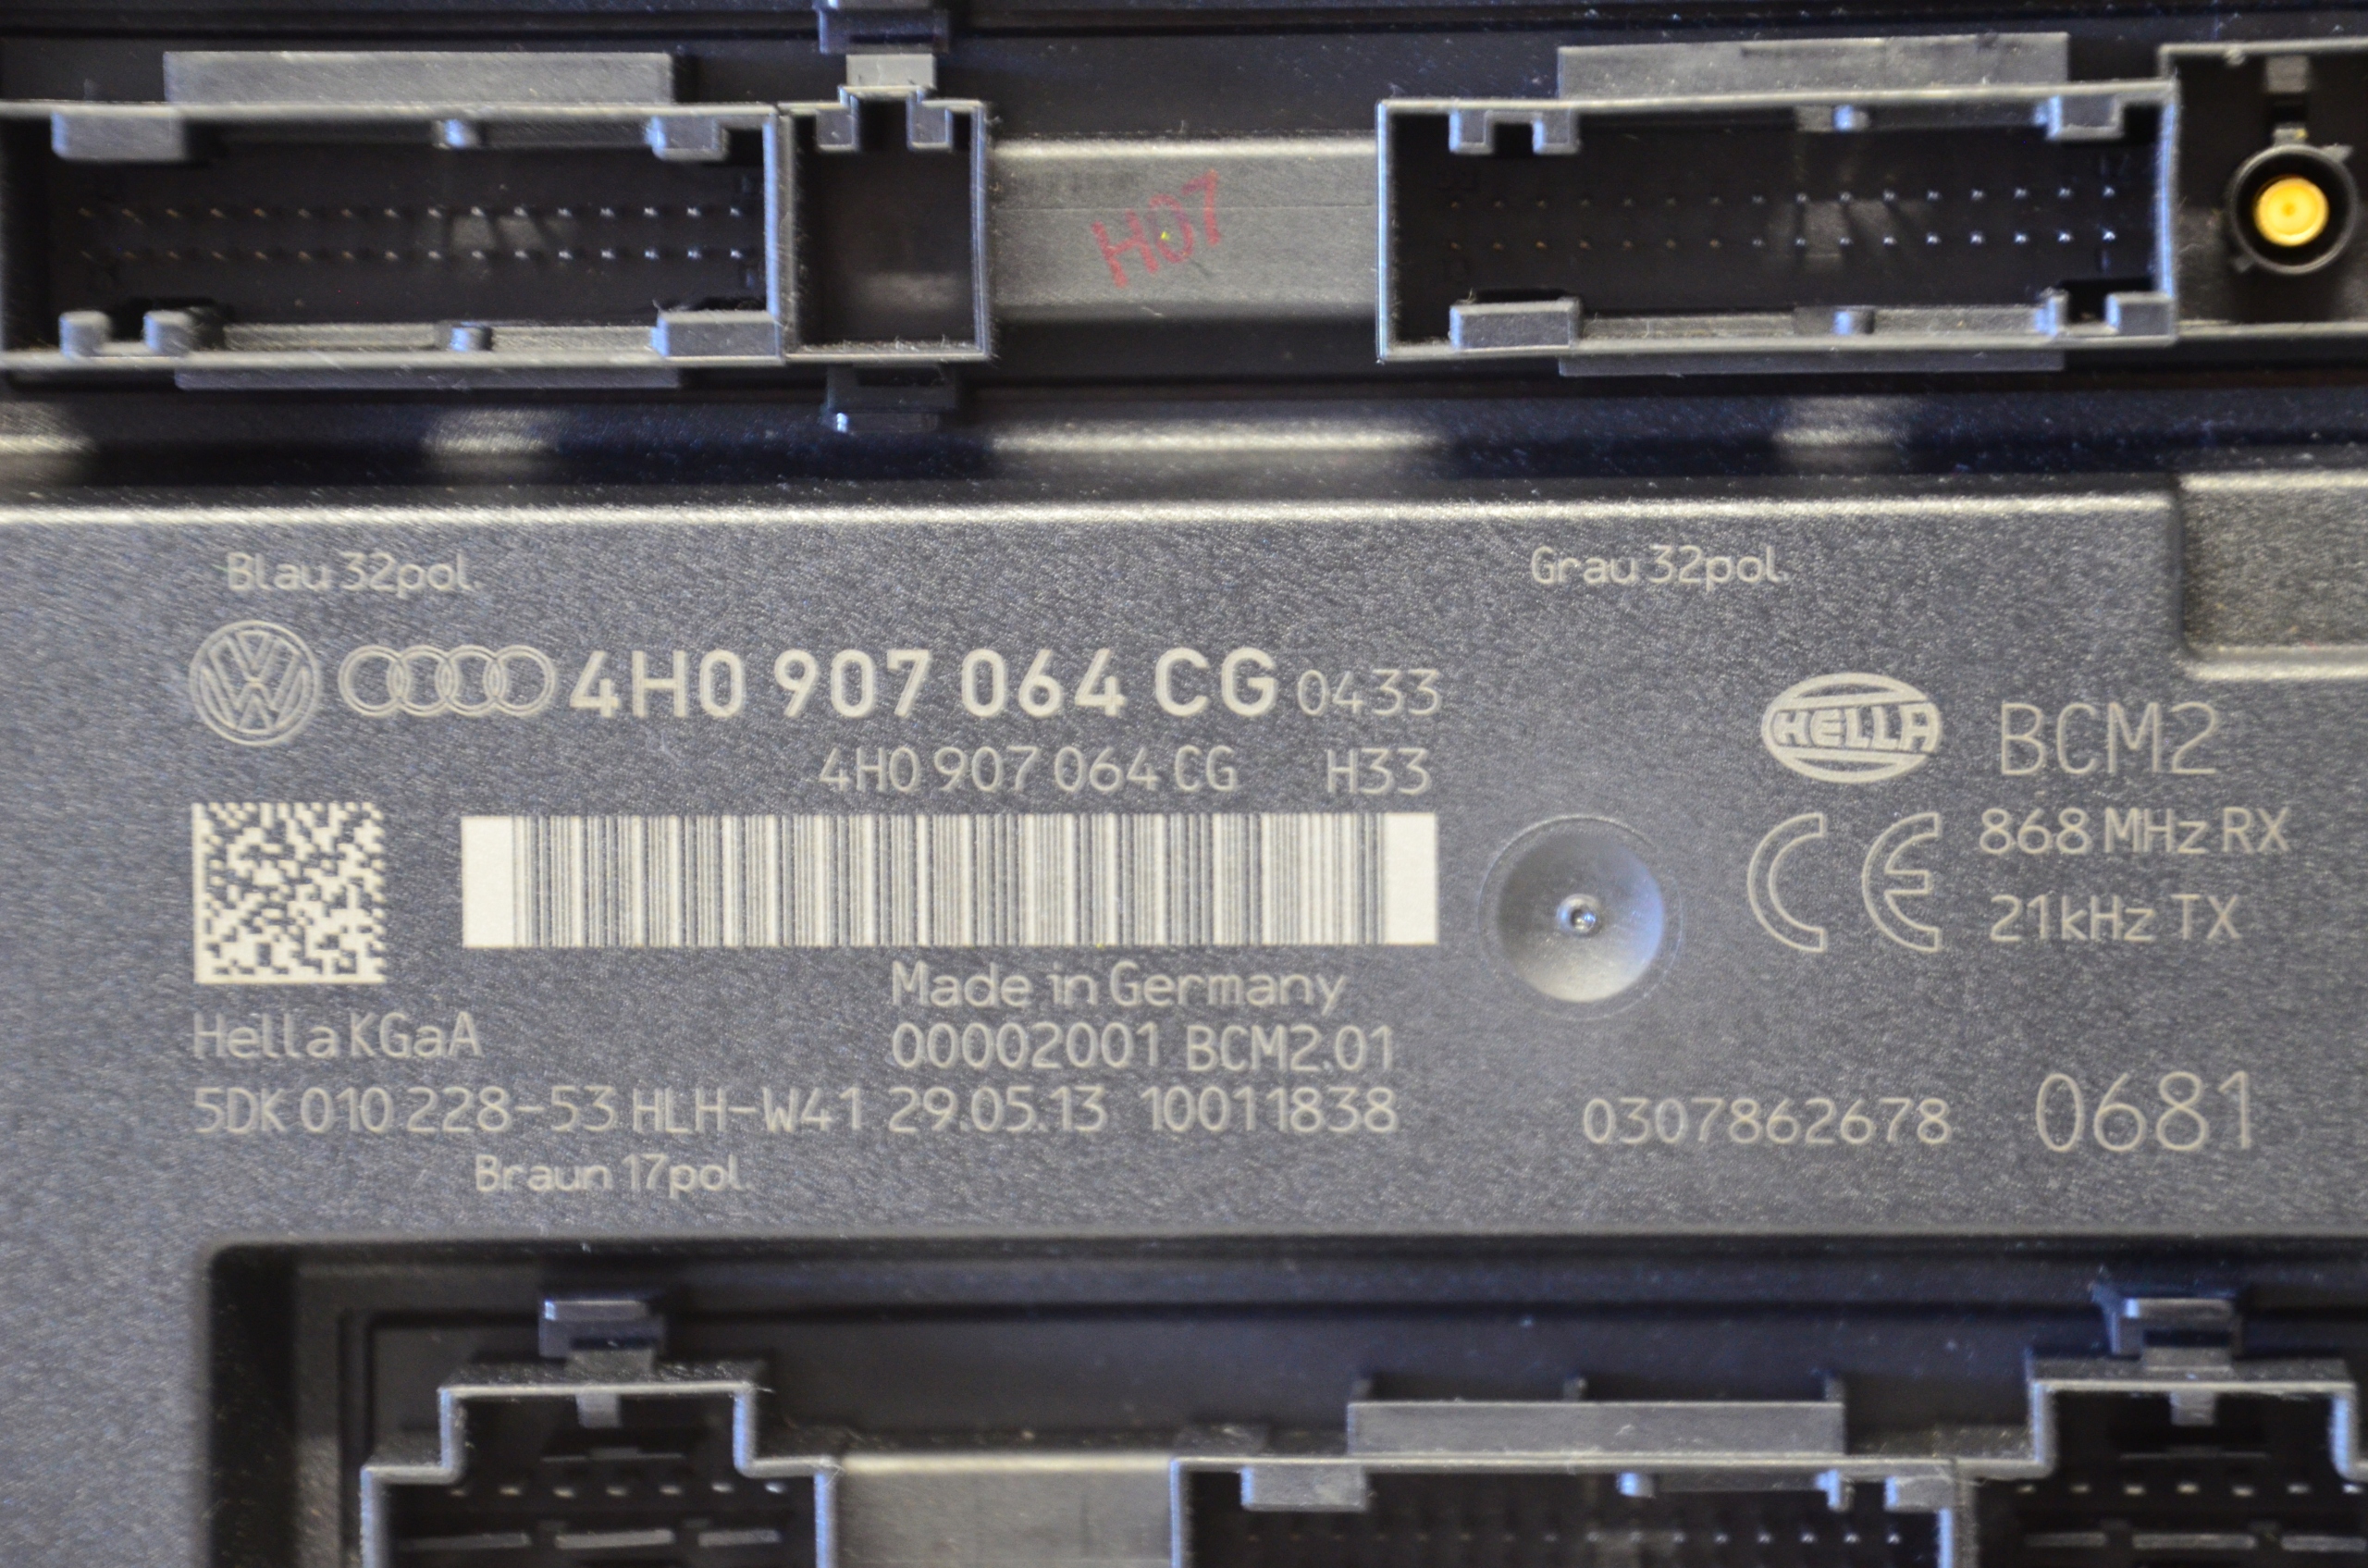 H07
Blau 32pol.
Grau 32pol.
4H0 907 064 CG 0433
4H0 907 064 CG H33
HELLA BCM2
CE 868 MHz RX
21kHz TX
Made in Germany
Hella KGaA 00002001 BCM2.01
5DK 010 228-53 HLH-W41 29.05.13 10011838
0307862678 0681
Braun 17pol.